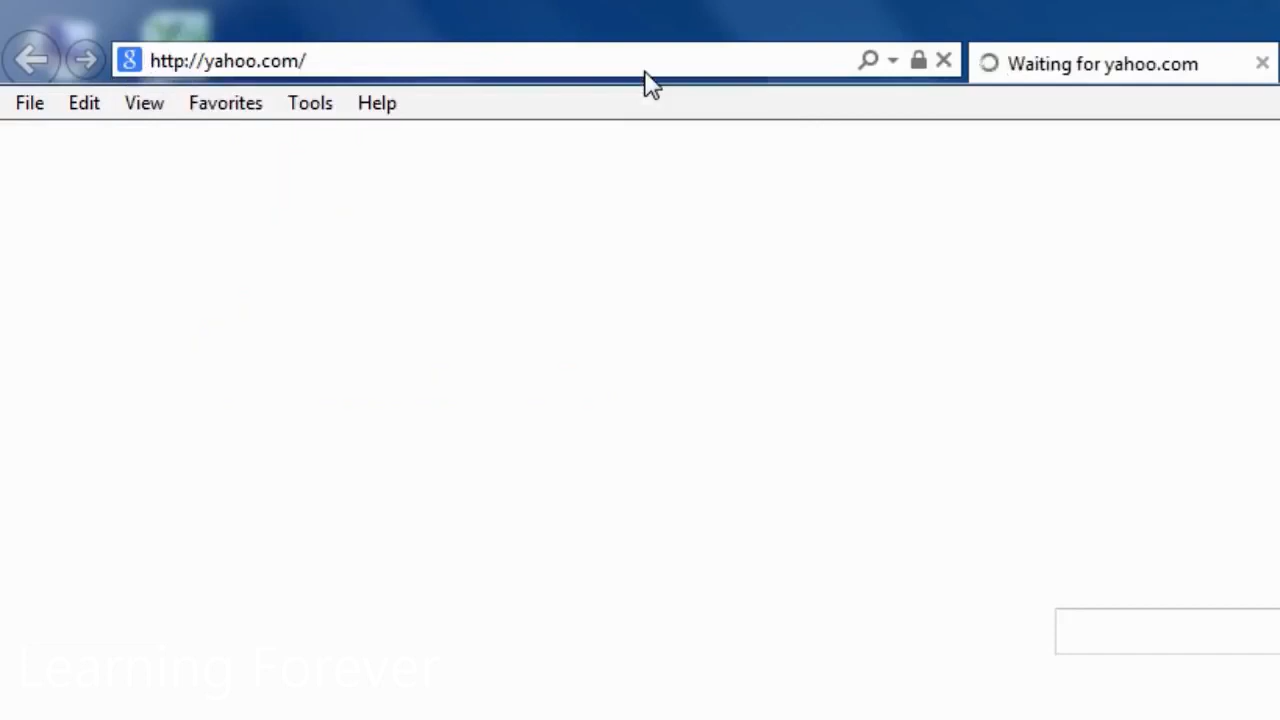 http://yahoo.com/
Waiting for yahoo.com
File Edit View Favorites Tools Help
Learning Forever